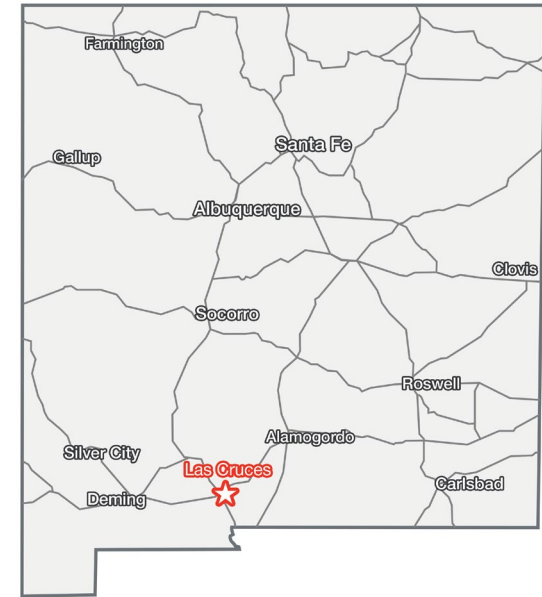 Farmington
Santa Fe
Gallup
Albuquerque
Clovis
Socorro
Roswell
Alamogordo
Silver City
Las Cruces
Carlsbad
Deming